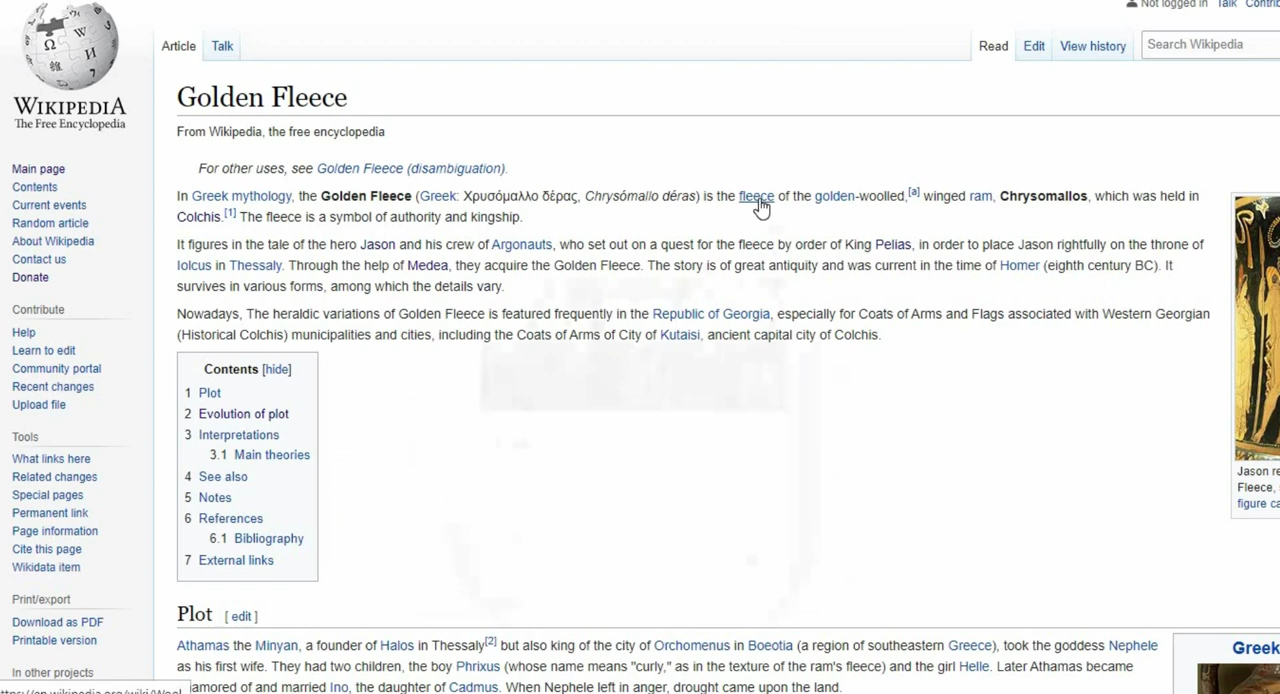 Not logged in Talk
Article Talk Read Edit View history Search Wikipedia
WIKIPEDIA
The Free Encyclopedia
Main page
Contents
Current events
Random article
About Wikipedia
Contact us
Donate
Contribute
Help
Learn to edit
Community portal
Recent changes
Upload file
Tools
What links here
Related changes
Special pages
Permanent link
Page information
Cite this page
Wikidata item
Print/export
Download as PDF
Printable version
In other projects
Golden Fleece
From Wikipedia, the free encyclopedia
For other uses, see Golden Fleece (disambiguation).
In Greek mythology, the Golden Fleece (Greek: Χρυσόμαλλο δέρας, Chrysómallo déras) is the fleece of the golden-woolled,[a] winged ram, Chrysomallos, which was held in
Colchis.[1] The fleece is a symbol of authority and kingship.
It figures in the tale of the hero Jason and his crew of Argonauts, who set out on a quest for the fleece by order of King Pelias, in order to place Jason rightfully on the throne of
Iolcus in Thessaly. Through the help of Medea, they acquire the Golden Fleece. The story is of great antiquity and was current in the time of Homer (eighth century BC). It
survives in various forms, among which the details vary.
Nowadays, The heraldic variations of Golden Fleece is featured frequently in the Republic of Georgia, especially for Coats of Arms and Flags associated with Western Georgian
(Historical Colchis) municipalities and cities, including the Coats of Arms of City of Kutaisi, ancient capital city of Colchis.
Contents [hide]
1 Plot
2 Evolution of plot
3 Interpretations
3.1 Main theories
4 See also
5 Notes
6 References
6.1 Bibliography
7 External links
Jason
Fleece,
figure
Plot [ edit ]
Athamas the Minyan, a founder of Halos in Thessaly[2] but also king of the city of Orchomenus in Boeotia (a region of southeastern Greece), took the goddess Nephele
as his first wife. They had two children, the boy Phrixus (whose name means "curly," as in the texture of the ram's fleece) and the girl Helle. Later Athamas became
and married Ino, the daughter of Cadmus. When Nephele left in anger, drought came upon the land.
Greek